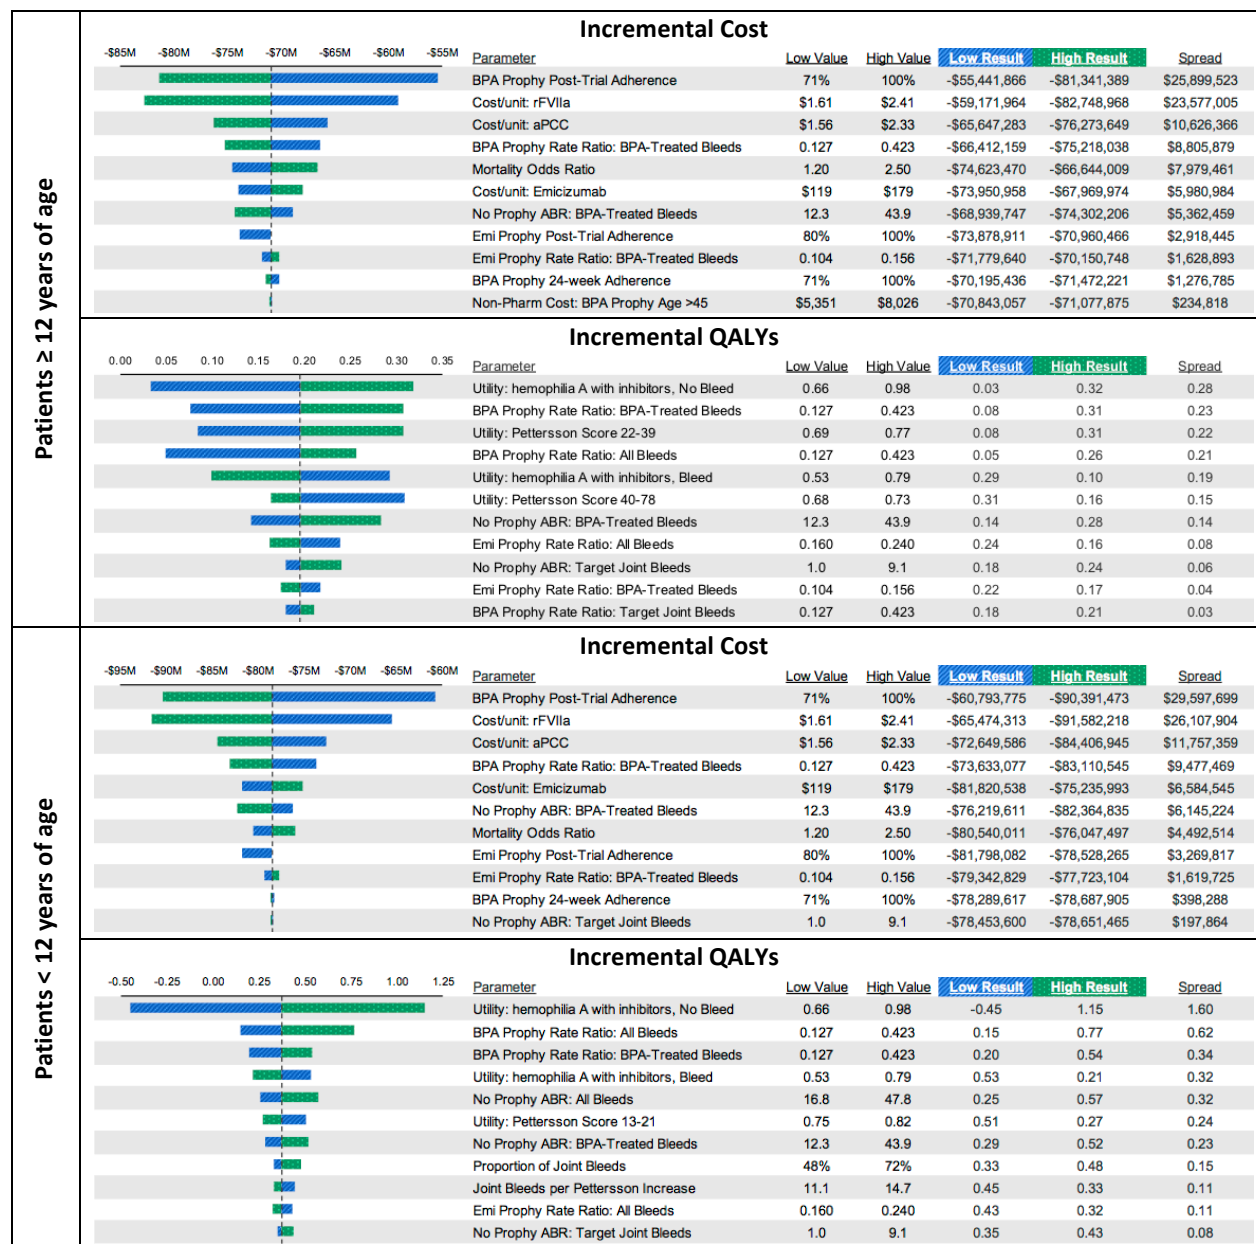 Patients ≥ 12 years of age
Incremental Cost
-$85M -$80M -$75M -$70M -$65M -$60M -$55M
Parameter Low Value High Value Low Result High Result Spread
BPA Prophy Post-Trial Adherence 71% 100% -$55,441,866 -$81,341,389 $25,899,523
Cost/unit: rFVIIa $1.61 $2.41 -$59,171,964 -$82,748,968 $23,577,005
Cost/unit: aPCC $1.56 $2.33 -$65,647,283 -$76,273,649 $10,626,366
BPA Prophy Rate Ratio: BPA-Treated Bleeds 0.127 0.423 -$66,412,159 -$75,218,038 $8,805,879
Mortality Odds Ratio 1.20 2.50 -$74,623,470 -$66,644,009 $7,979,461
Cost/unit: Emicizumab $119 $179 -$73,950,958 -$67,969,974 $5,980,984
No Prophy ABR: BPA-Treated Bleeds 12.3 43.9 -$68,939,747 -$74,302,206 $5,362,459
Emi Prophy Post-Trial Adherence 80% 100% -$73,878,911 -$70,960,466 $2,918,445
Emi Prophy Rate Ratio: BPA-Treated Bleeds 0.104 0.156 -$71,779,640 -$70,150,748 $1,628,893
BPA Prophy 24-week Adherence 71% 100% -$70,195,436 -$71,472,221 $1,276,785
Non-Pharm Cost: BPA Prophy Age >45 $5,351 $8,026 -$70,843,057 -$71,077,875 $234,818
Incremental QALYs
0.00 0.05 0.10 0.15 0.20 0.25 0.30 0.35
Parameter Low Value High Value Low Result High Result Spread
Utility: hemophilia A with inhibitors, No Bleed 0.66 0.98 0.03 0.32 0.28
BPA Prophy Rate Ratio: BPA-Treated Bleeds 0.127 0.423 0.08 0.31 0.23
Utility: Pettersson Score 22-39 0.69 0.77 0.08 0.31 0.22
BPA Prophy Rate Ratio: All Bleeds 0.127 0.423 0.05 0.26 0.21
Utility: hemophilia A with inhibitors, Bleed 0.53 0.79 0.29 0.10 0.19
Utility: Pettersson Score 40-78 0.68 0.73 0.31 0.16 0.15
No Prophy ABR: BPA-Treated Bleeds 12.3 43.9 0.14 0.28 0.14
Emi Prophy Rate Ratio: All Bleeds 0.160 0.240 0.24 0.16 0.08
No Prophy ABR: Target Joint Bleeds 1.0 9.1 0.18 0.24 0.06
Emi Prophy Rate Ratio: BPA-Treated Bleeds 0.104 0.156 0.22 0.17 0.04
BPA Prophy Rate Ratio: Target Joint Bleeds 0.127 0.423 0.18 0.21 0.03
Patients < 12 years of age
Incremental Cost
-$95M -$90M -$85M -$80M -$75M -$70M -$65M -$60M
Parameter Low Value High Value Low Result High Result Spread
BPA Prophy Post-Trial Adherence 71% 100% -$60,793,775 -$90,391,473 $29,597,699
Cost/unit: rFVIIa $1.61 $2.41 -$65,474,313 -$91,582,218 $26,107,904
Cost/unit: aPCC $1.56 $2.33 -$72,649,586 -$84,406,945 $11,757,359
BPA Prophy Rate Ratio: BPA-Treated Bleeds 0.127 0.423 -$73,633,077 -$83,110,545 $9,477,469
Cost/unit: Emicizumab $119 $179 -$81,820,538 -$75,235,993 $6,584,545
No Prophy ABR: BPA-Treated Bleeds 12.3 43.9 -$76,219,611 -$82,364,835 $6,145,224
Mortality Odds Ratio 1.20 2.50 -$80,540,011 -$76,047,497 $4,492,514
Emi Prophy Post-Trial Adherence 80% 100% -$81,798,082 -$78,528,265 $3,269,817
Emi Prophy Rate Ratio: BPA-Treated Bleeds 0.104 0.156 -$79,342,829 -$77,723,104 $1,619,725
BPA Prophy 24-week Adherence 71% 100% -$78,289,617 -$78,687,905 $398,288
No Prophy ABR: Target Joint Bleeds 1.0 9.1 -$78,453,600 -$78,651,465 $197,864
Incremental QALYs
-0.50 -0.25 0.00 0.25 0.50 0.75 1.00 1.25
Parameter Low Value High Value Low Result High Result Spread
Utility: hemophilia A with inhibitors, No Bleed 0.66 0.98 -0.45 1.15 1.60
BPA Prophy Rate Ratio: All Bleeds 0.127 0.423 0.15 0.77 0.62
BPA Prophy Rate Ratio: BPA-Treated Bleeds 0.127 0.423 0.20 0.54 0.34
Utility: hemophilia A with inhibitors, Bleed 0.53 0.79 0.53 0.21 0.32
No Prophy ABR: All Bleeds 16.8 47.8 0.25 0.57 0.32
Utility: Pettersson Score 13-21 0.75 0.82 0.51 0.27 0.24
No Prophy ABR: BPA-Treated Bleeds 12.3 43.9 0.29 0.52 0.23
Proportion of Joint Bleeds 48% 72% 0.33 0.48 0.15
Joint Bleeds per Pettersson Increase 11.1 14.7 0.45 0.33 0.11
Emi Prophy Rate Ratio: All Bleeds 0.160 0.240 0.43 0.32 0.11
No Prophy ABR: Target Joint Bleeds 1.0 9.1 0.35 0.43 0.08